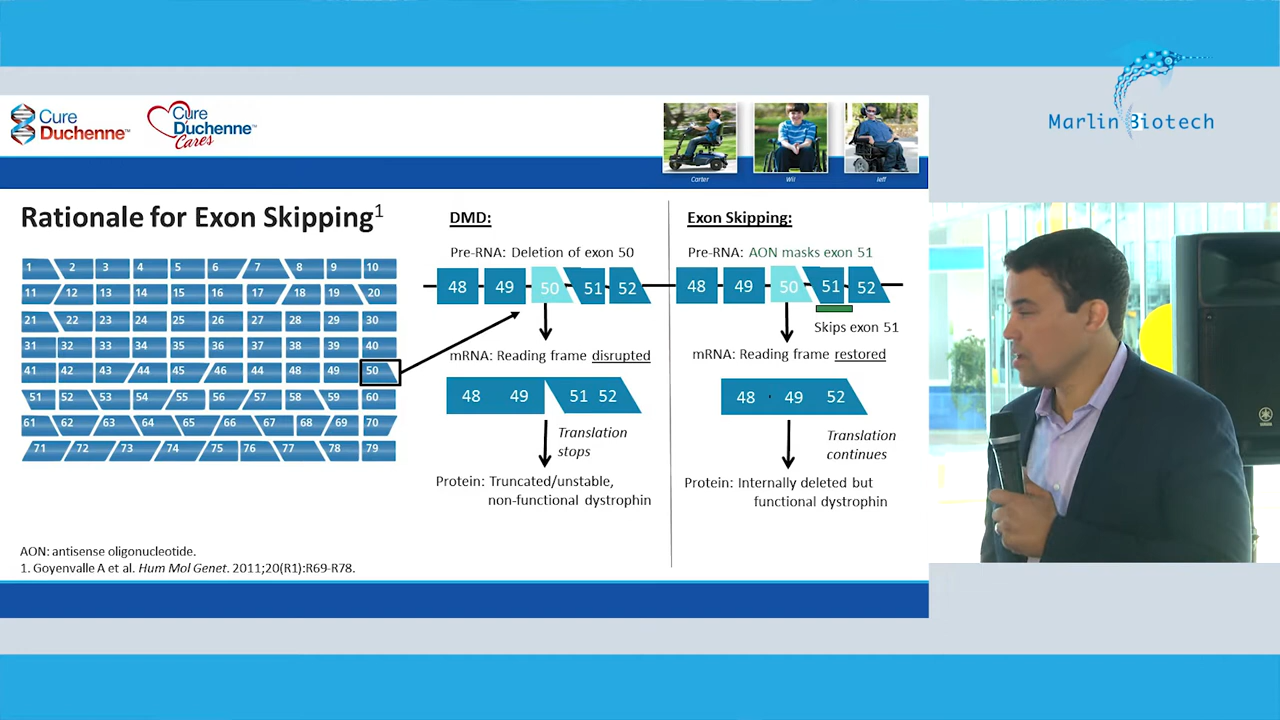 Marlin Biotech
Cure
Duchenne™
Cure
Duchenne™
Cares
Carter
Wil
Jeff
Rationale for Exon Skipping1
1 2 3 4 5 6 7 8 9 10
11 12 13 14 15 16 17 18 19 20
21 22 23 24 25 26 27 28 29 30
31 32 33 34 35 36 37 38 39 40
41 42 43 44 45 46 44 48 49 50
51 52 53 54 55 56 57 58 59 60
61 62 63 64 65 66 67 68 69 70
71 72 73 74 75 76 77 78 79
DMD:
Pre-RNA: Deletion of exon 50
48 49 50 51 52
mRNA: Reading frame disrupted
48 49 51 52
Translation
stops
Protein: Truncated/unstable,
non-functional dystrophin
Exon Skipping:
Pre-RNA: AON masks exon 51
48 49 50 51 52
Skips exon 51
mRNA: Reading frame restored
48 49 52
Translation
continues
Protein: Internally deleted but
functional dystrophin
AON: antisense oligonucleotide.
1. Goyenvalle A et al. Hum Mol Genet. 2011;20(R1):R69-R78.